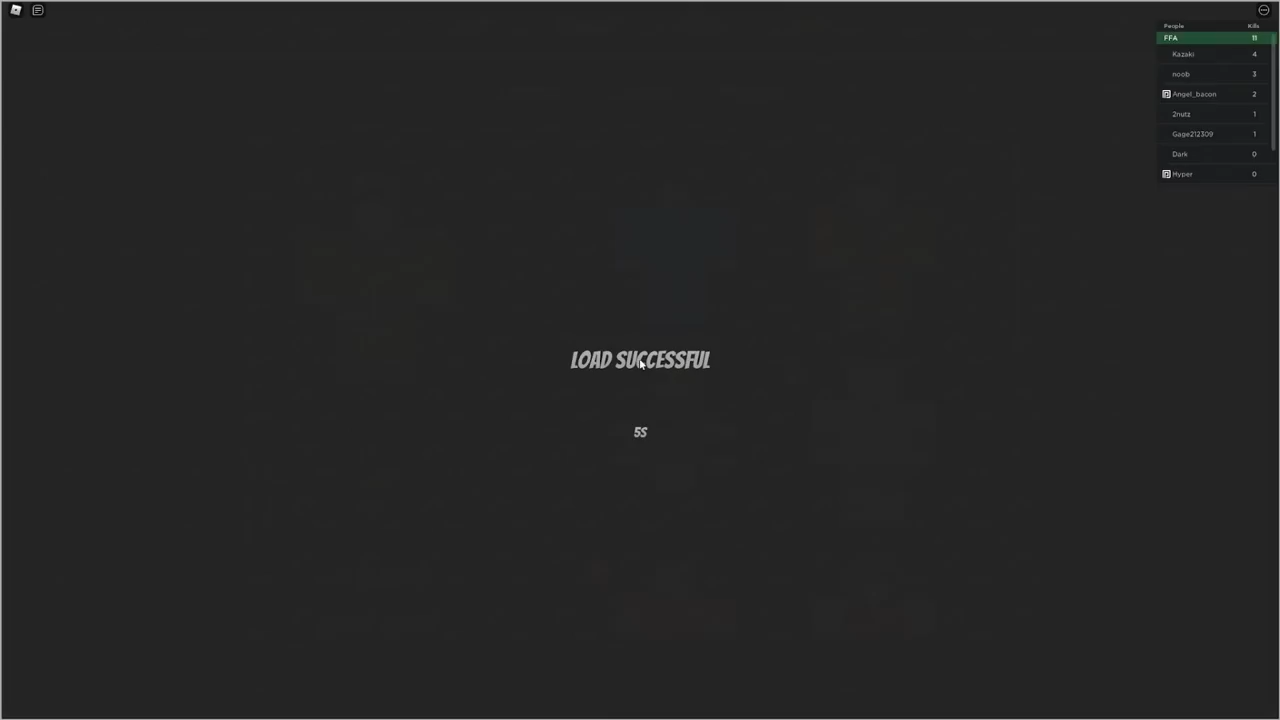 People Kills
FFA 11
Kazaki 4
noob 3
Angel_bacon 2
2nutz 1
Gage212309 1
Dark 0
Hyper 0
LOAD SUCCESSFUL
5S